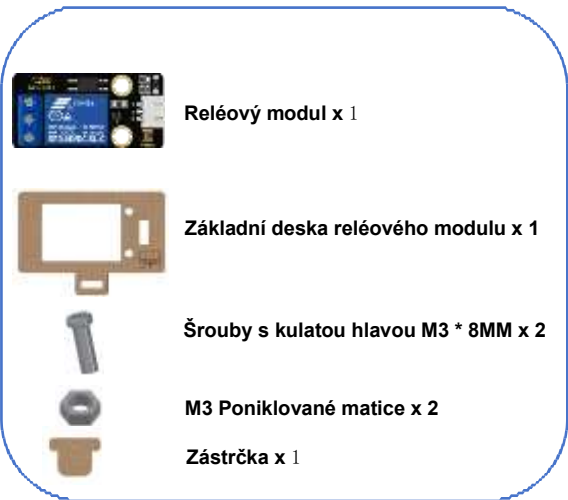 Reléový modul x 1
Základní deska reléového modulu x 1
Šrouby s kulatou hlavou M3 * 8MM x 2
M3 Poniklované matice x 2
Zástrčka x 1